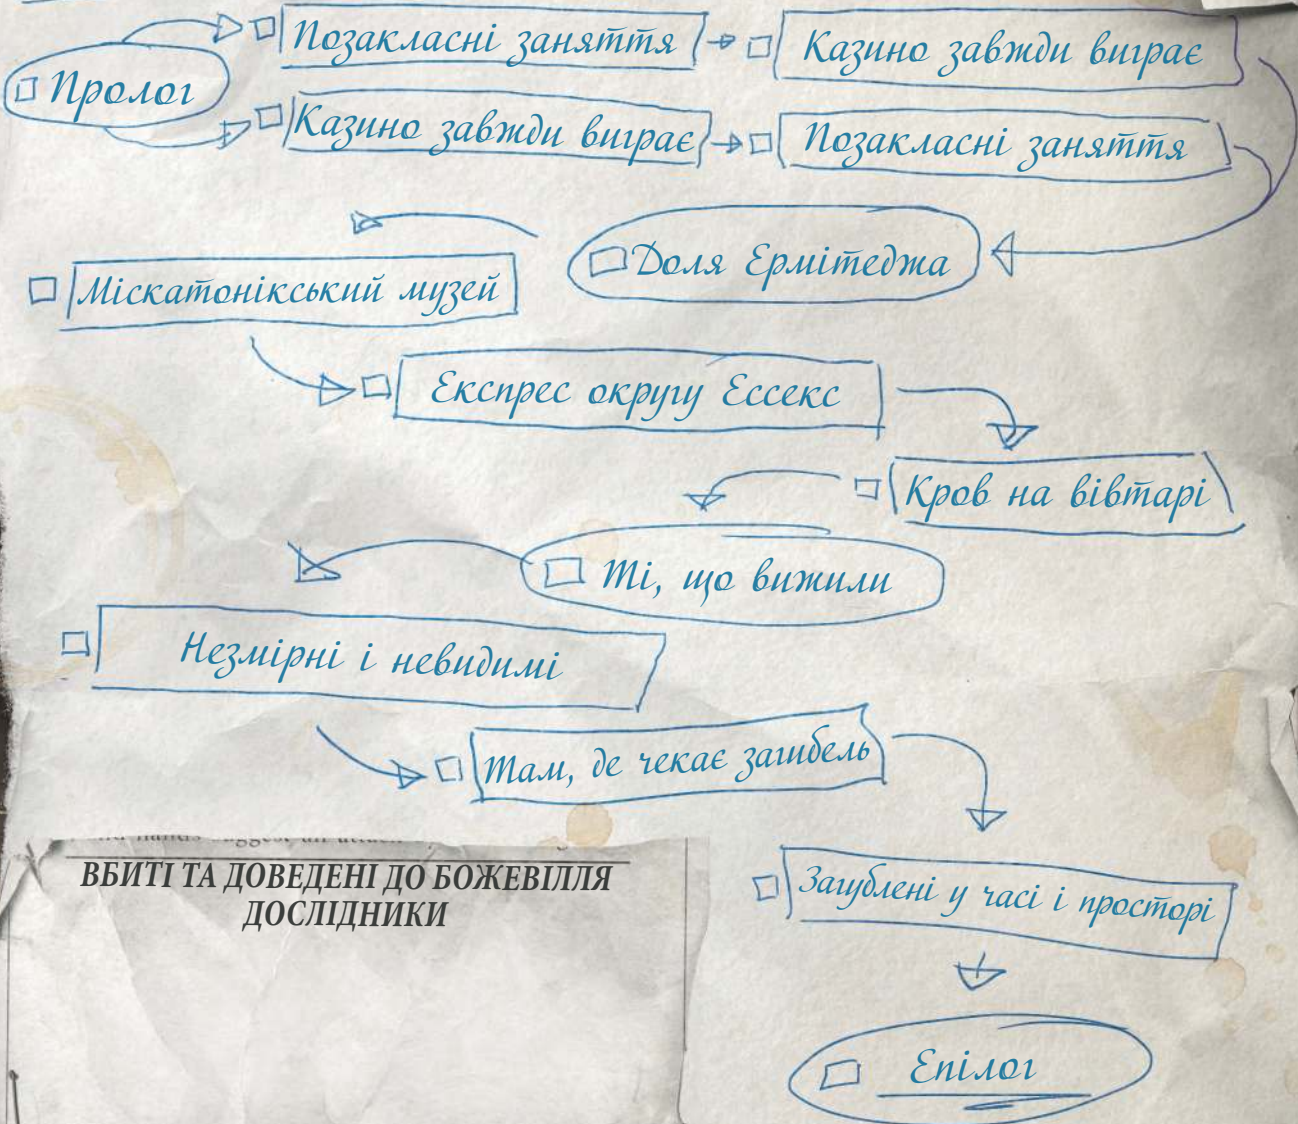 Позакласні заняття
Казино завжди виграє
Пролог
Казино завжди виграє
Позакласні заняття
Доля Ермітеджа
Міскатонікський музей
Експрес округу Ессекс
Кров на вівтарі
Ті, що вижили
Незмірні і невидимі
Там, де чекає загибель
ВБИТІ ТА ДОВЕДЕНІ ДО БОЖЕВІЛЛЯ
ДОСЛІДНИКИ
Загублені у часі і просторі
Епілог